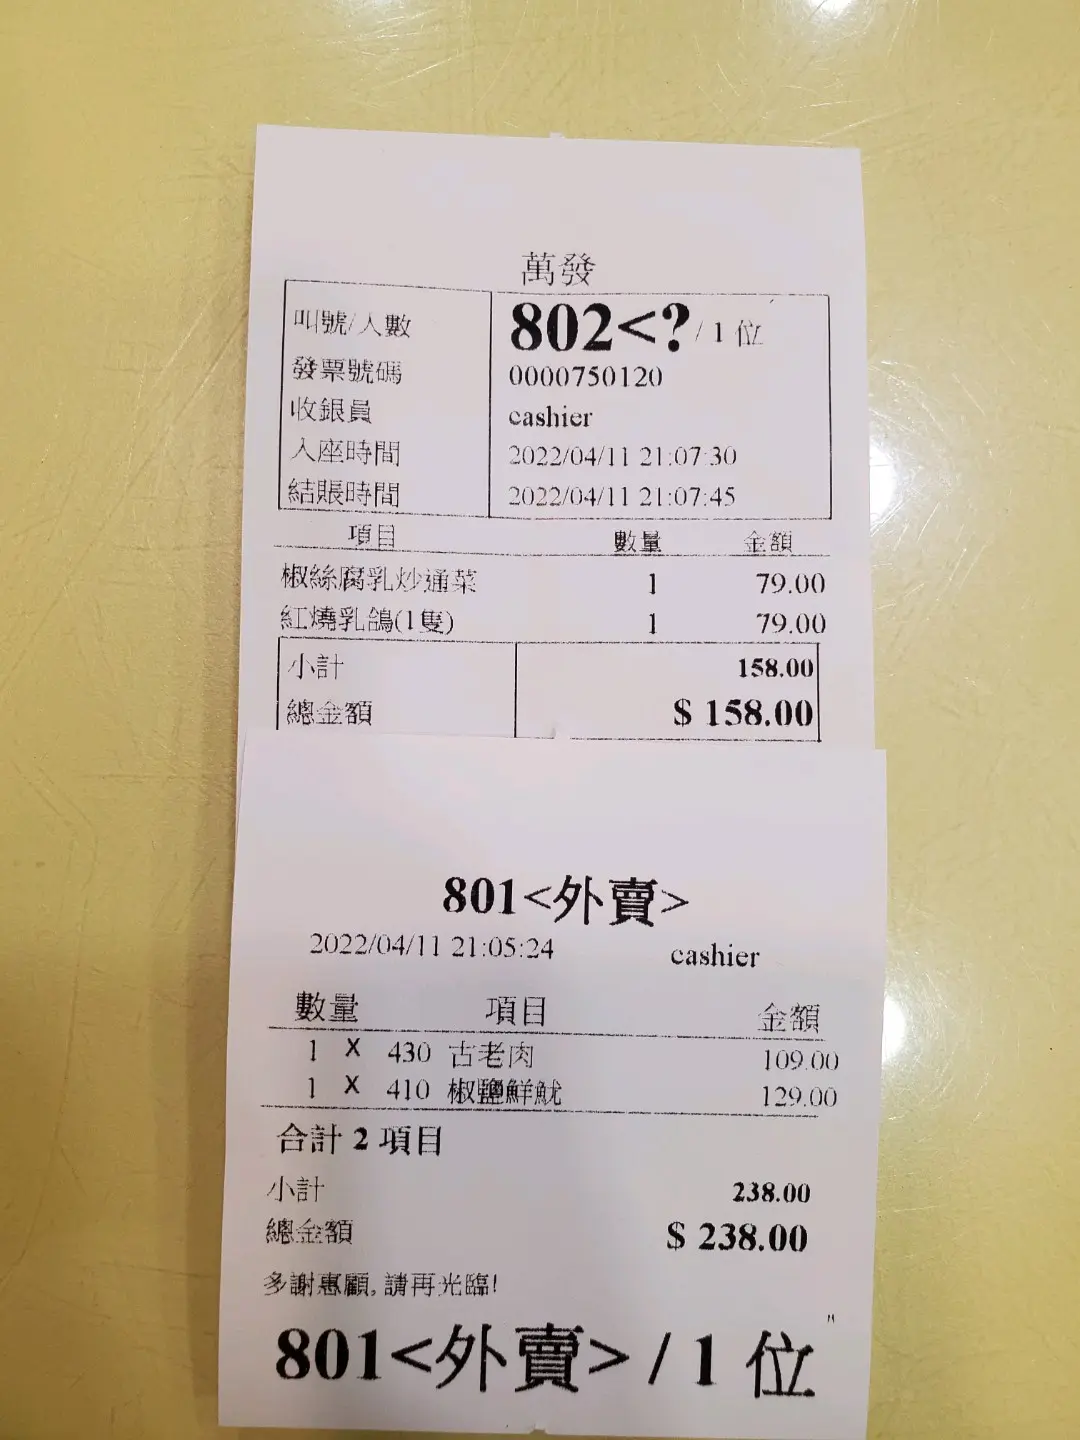 萬發
叫號/人數 802<? / 1 位
發票號碼 0000750120
收銀員 cashier
入座時間 2022/04/11 21:07:30
結賬時間 2022/04/11 21:07:45
項目 數量 金額
椒絲腐乳炒通菜 1 79.00
紅燒乳鴿(1隻) 1 79.00
小計 158.00
總金額 $ 158.00
801<外賣>
2022/04/11 21:05:24 cashier
數量 項目 金額
1 X 430 古老肉 109.00
1 X 410 椒鹽鮮魷 129.00
合計 2 項目
小計 238.00
總金額 $ 238.00
多謝惠顧, 請再光臨!
801<外賣> / 1 位